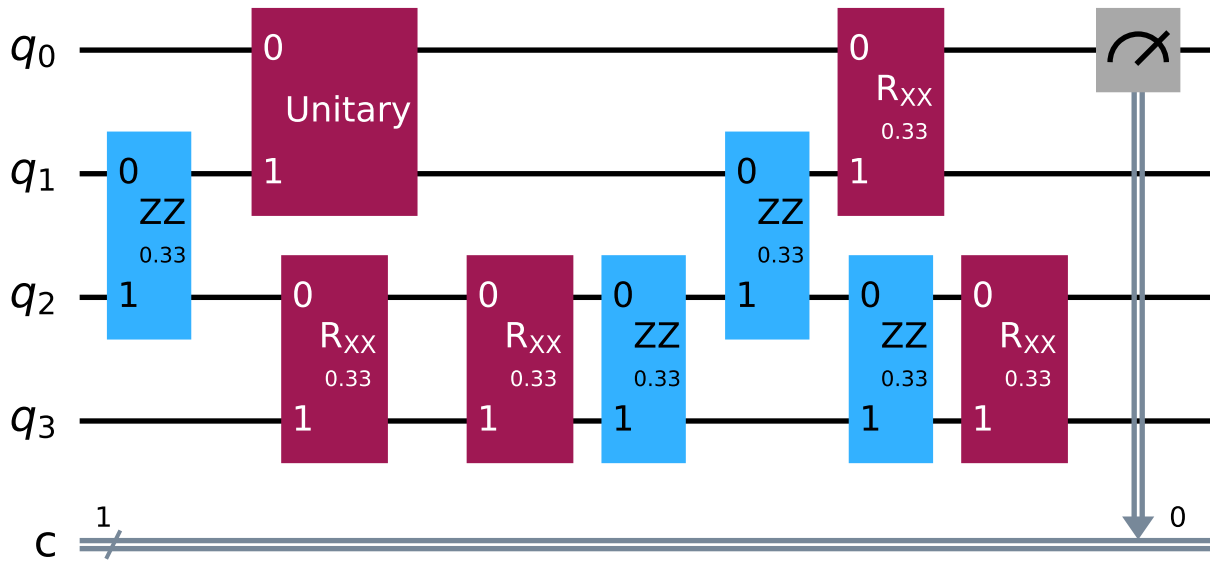 q0 0 0
Unitary RXX 0.33
q1 0 1 0 1
ZZ 0.33 ZZ 0.33
q2 1 0 0 0 1 0 0
RXX 0.33 RXX 0.33 ZZ 0.33 ZZ 0.33 RXX 0.33
q3 1 1 1 1 1
1 0
c